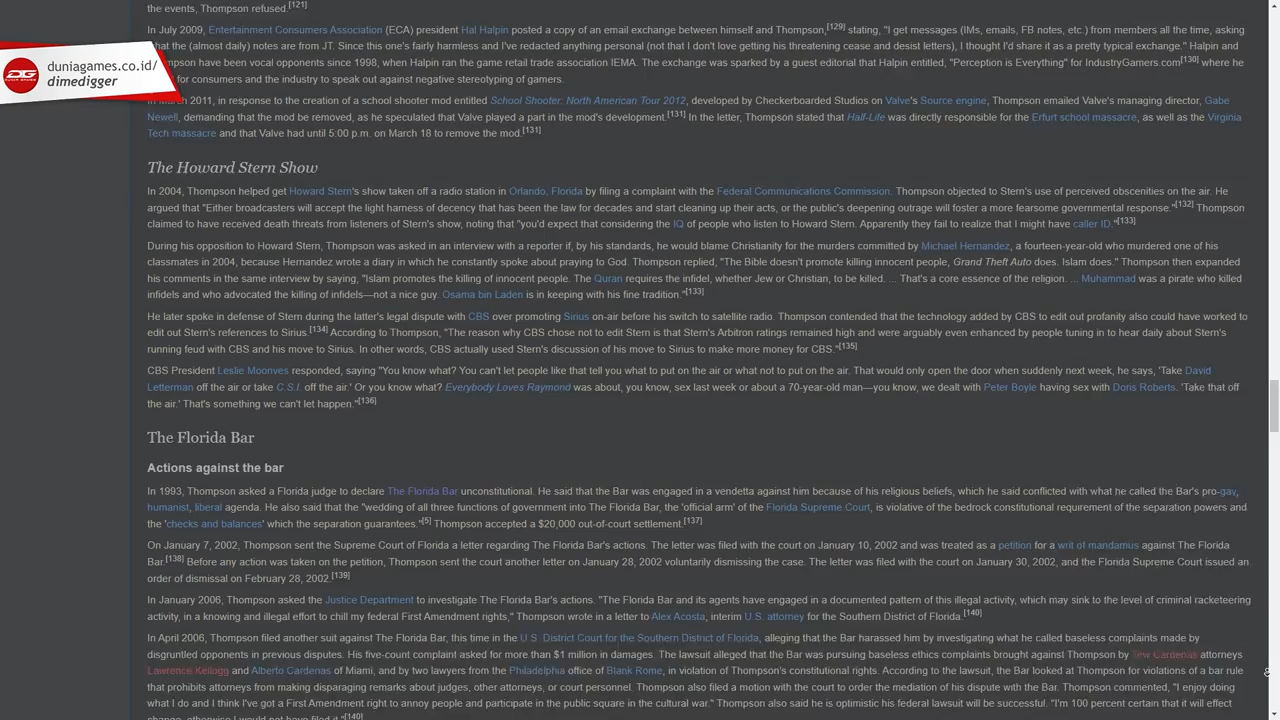 the events, Thompson refused.[121]
duniagames.co.id/
dimedigger
In July 2009, Entertainment Consumers Association (ECA) president Hal Halpin posted a copy of an email exchange between himself and Thompson,[129] stating, "I get messages (IMs, emails, FB notes, etc.) from members all the time, asking
that the (almost daily) notes are from JT. Since this one's fairly harmless and I've redacted anything personal (not that I don't love getting his threatening cease and desist letters), I thought I'd share it as a pretty typical exchange." Halpin and
Thompson have been vocal opponents since 1998, when Halpin ran the game retail trade association IEMA. The exchange was sparked by a guest editorial that Halpin entitled, "Perception is Everything" for IndustryGamers.com[130] where he
for consumers and the industry to speak out against negative stereotyping of gamers.
In March 2011, in response to the creation of a school shooter mod entitled School Shooter: North American Tour 2012, developed by Checkerboarded Studios on Valve's Source engine, Thompson emailed Valve's managing director, Gabe
Newell, demanding that the mod be removed, as he speculated that Valve played a part in the mod's development.[131] In the letter, Thompson stated that Half-Life was directly responsible for the Erfurt school massacre, as well as the Virginia
Tech massacre and that Valve had until 5:00 p.m. on March 18 to remove the mod.[131]
The Howard Stern Show
In 2004, Thompson helped get Howard Stern's show taken off a radio station in Orlando, Florida by filing a complaint with the Federal Communications Commission. Thompson objected to Stern's use of perceived obscenities on the air. He
argued that "Either broadcasters will accept the light harness of decency that has been the law for decades and start cleaning up their acts, or the public's deepening outrage will foster a more fearsome governmental response."[132] Thompson
claimed to have received death threats from listeners of Stern's show, noting that "you'd expect that considering the IQ of people who listen to Howard Stern. Apparently they fail to realize that I might have caller ID."[133]
During his opposition to Howard Stern, Thompson was asked in an interview with a reporter if, by his standards, he would blame Christianity for the murders committed by Michael Hernandez, a fourteen-year-old who murdered one of his
classmates in 2004, because Hernandez wrote a diary in which he constantly spoke about praying to God. Thompson replied, "The Bible doesn't promote killing innocent people, Grand Theft Auto does. Islam does." Thompson then expanded
his comments in the same interview by saying, "Islam promotes the killing of innocent people. The Quran requires the infidel, whether Jew or Christian, to be killed. ... That's a core essence of the religion. ... Muhammad was a pirate who killed
infidels and who advocated the killing of infidels—not a nice guy. Osama bin Laden is in keeping with his fine tradition."[133]
He later spoke in defense of Stern during the latter's legal dispute with CBS over promoting Sirius on-air before his switch to satellite radio. Thompson contended that the technology added by CBS to edit out profanity also could have worked to
edit out Stern's references to Sirius.[134] According to Thompson, "The reason why CBS chose not to edit Stern is that Stern's Arbitron ratings remained high and were arguably even enhanced by people tuning in to hear daily about Stern's
running feud with CBS and his move to Sirius. In other words, CBS actually used Stern's discussion of his move to Sirius to make more money for CBS."[135]
CBS President Leslie Moonves responded, saying "You know what? You can't let people like that tell you what to put on the air or what not to put on the air. That would only open the door when suddenly next week, he says, 'Take David
Letterman off the air or take C.S.I. off the air.' Or you know what? Everybody Loves Raymond was about, you know, sex last week or about a 70-year-old man—you know, we dealt with Peter Boyle having sex with Doris Roberts. 'Take that off
the air.' That's something we can't let happen."[136]
The Florida Bar
Actions against the bar
In 1993, Thompson asked a Florida judge to declare The Florida Bar unconstitutional. He said that the Bar was engaged in a vendetta against him because of his religious beliefs, which he said conflicted with what he called the Bar's pro-gay,
humanist, liberal agenda. He also said that the "wedding of all three functions of government into The Florida Bar, the 'official arm' of the Florida Supreme Court, is violative of the bedrock constitutional requirement of the separation powers and
the 'checks and balances' which the separation guarantees."[5] Thompson accepted a $20,000 out-of-court settlement.[137]
On January 7, 2002, Thompson sent the Supreme Court of Florida a letter regarding The Florida Bar's actions. The letter was filed with the court on January 10, 2002 and was treated as a petition for a writ of mandamus against The Florida
Bar.[138] Before any action was taken on the petition, Thompson sent the court another letter on January 28, 2002 voluntarily dismissing the case. The letter was filed with the court on January 30, 2002, and the Florida Supreme Court issued an
order of dismissal on February 28, 2002.[139]
In January 2006, Thompson asked the Justice Department to investigate The Florida Bar's actions. "The Florida Bar and its agents have engaged in a documented pattern of this illegal activity, which may sink to the level of criminal racketeering
activity, in a knowing and illegal effort to chill my federal First Amendment rights," Thompson wrote in a letter to Alex Acosta, interim U.S. attorney for the Southern District of Florida.[140]
In April 2006, Thompson filed another suit against The Florida Bar, this time in the U.S. District Court for the Southern District of Florida, alleging that the Bar harassed him by investigating what he called baseless complaints made by
disgruntled opponents in previous disputes. His five-count complaint asked for more than $1 million in damages. The lawsuit alleged that the Bar was pursuing baseless ethics complaints brought against Thompson by Tew Cardenas attorneys
Lawrence Kellogg and Alberto Cardenas of Miami, and by two lawyers from the Philadelphia office of Blank Rome, in violation of Thompson's constitutional rights. According to the lawsuit, the Bar looked at Thompson for violations of a bar rule
that prohibits attorneys from making disparaging remarks about judges, other attorneys, or court personnel. Thompson also filed a motion with the court to order the mediation of his dispute with the Bar. Thompson commented, "I enjoy doing
what I do and I think I've got a First Amendment right to annoy people and participate in the public square in the cultural war." Thompson also said he is optimistic his federal lawsuit will be successful. "I'm 100 percent certain that it will effect
change, otherwise I would not have filed it."[140]